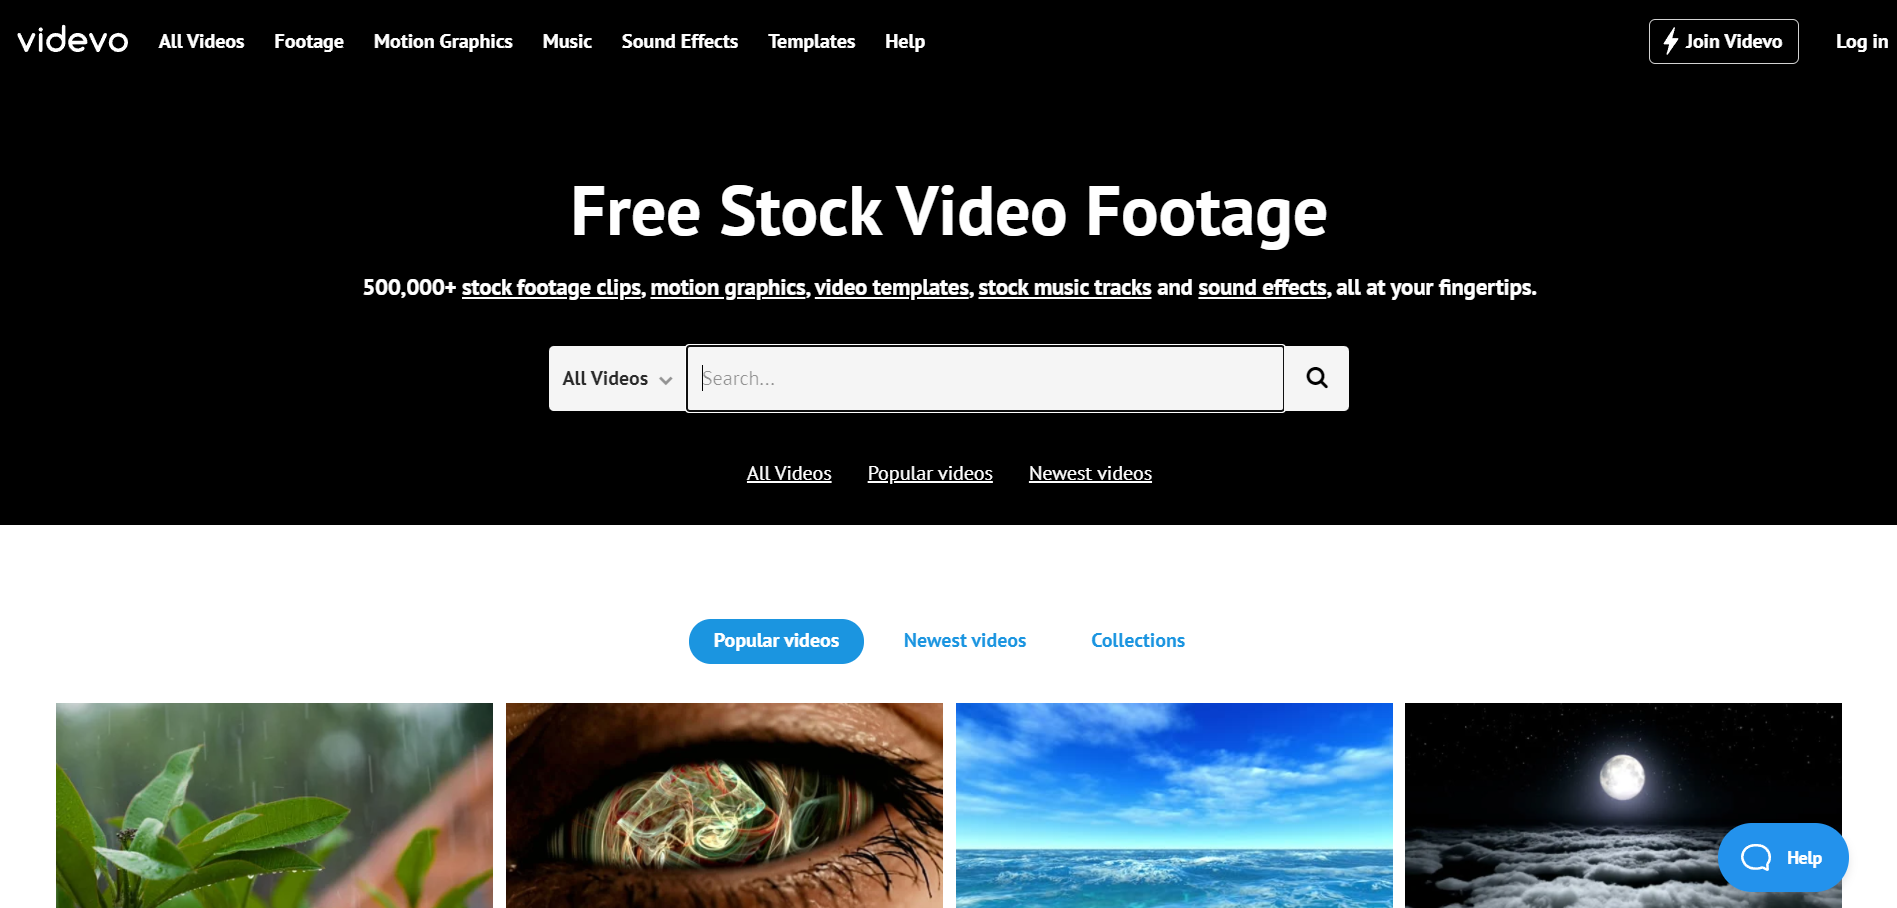 videvo All Videos Footage Motion Graphics Music Sound Effects Templates Help Join Videvo Log in
Free Stock Video Footage
500,000+ stock footage clips, motion graphics, video templates, stock music tracks and sound effects, all at your fingertips.
All Videos Search...
All Videos Popular videos Newest videos
Popular videos Newest videos Collections
Help